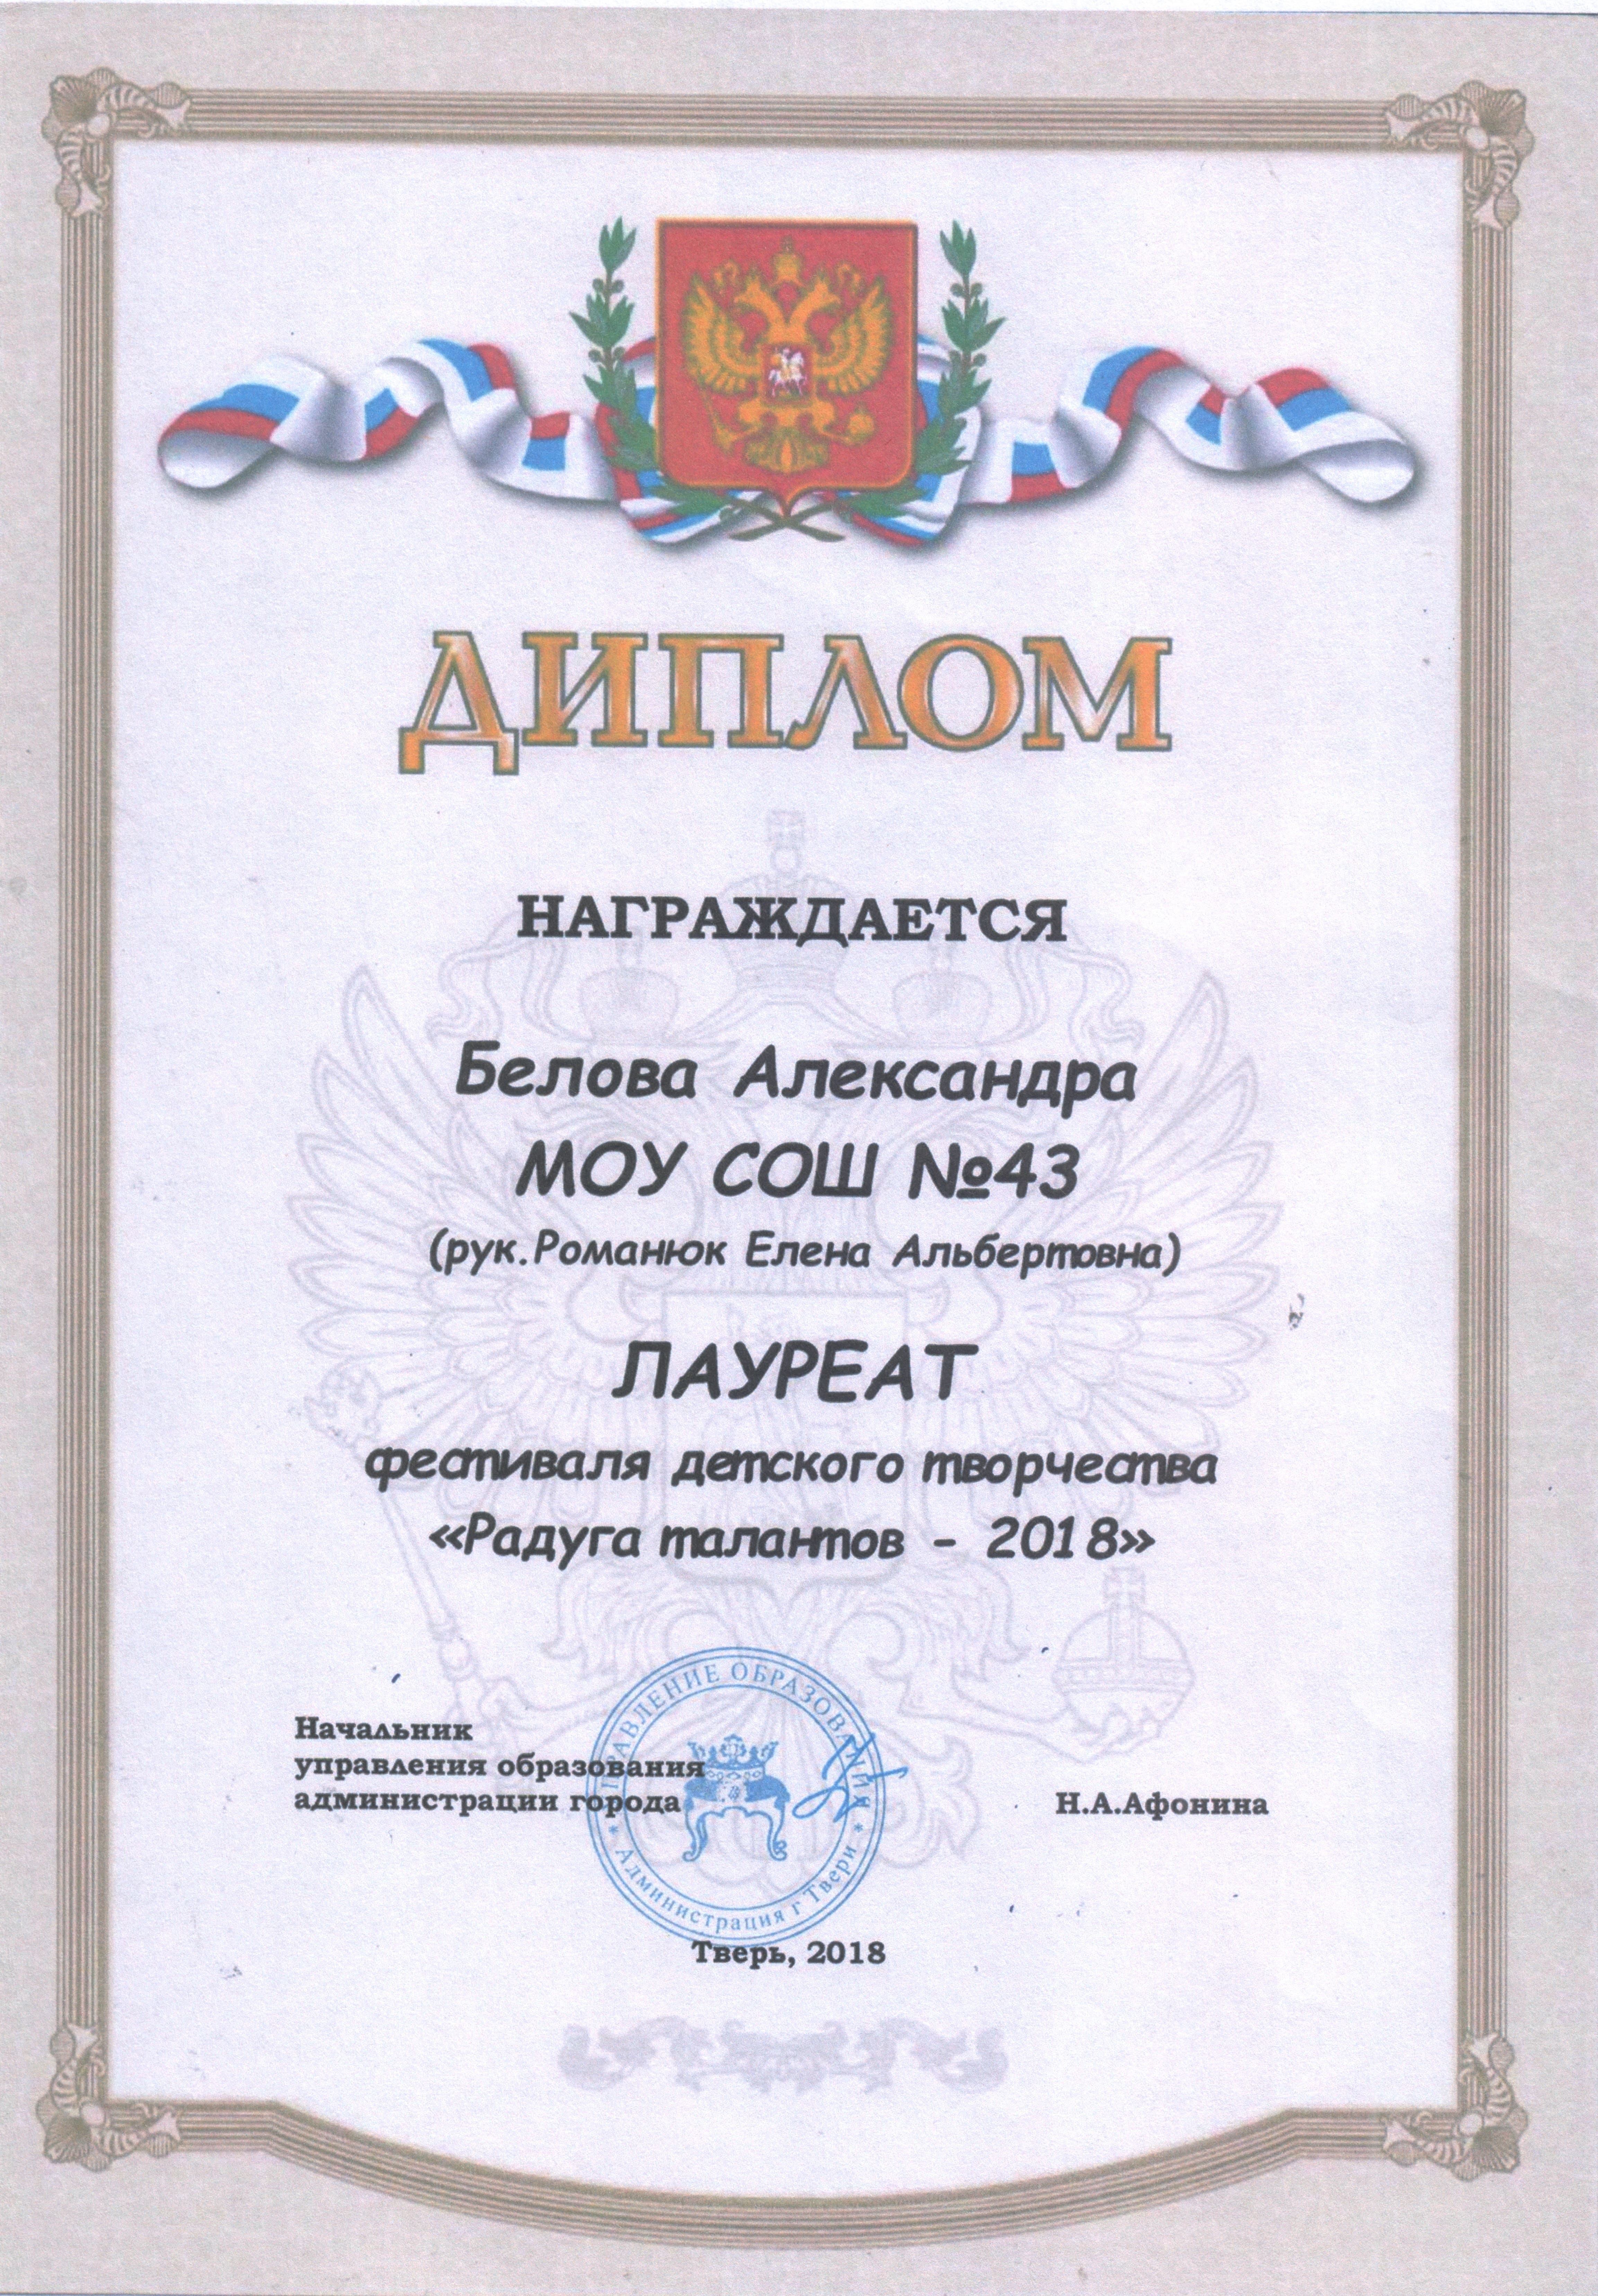 ДИПЛОМ
НАГРАЖДАЕТСЯ
Белова Александра
МОУ СОШ №43
(рук.Романюк Елена Альбертовна)
ЛАУРЕАТ
фестиваля детского творчества
«Радуга талантов - 2018»
УПРАВЛЕНИЕ ОБРАЗОВАНИЯ
* Администрация г Твери *
Начальник
управления образования
администрации города
Н.А.Афонина
Тверь, 2018